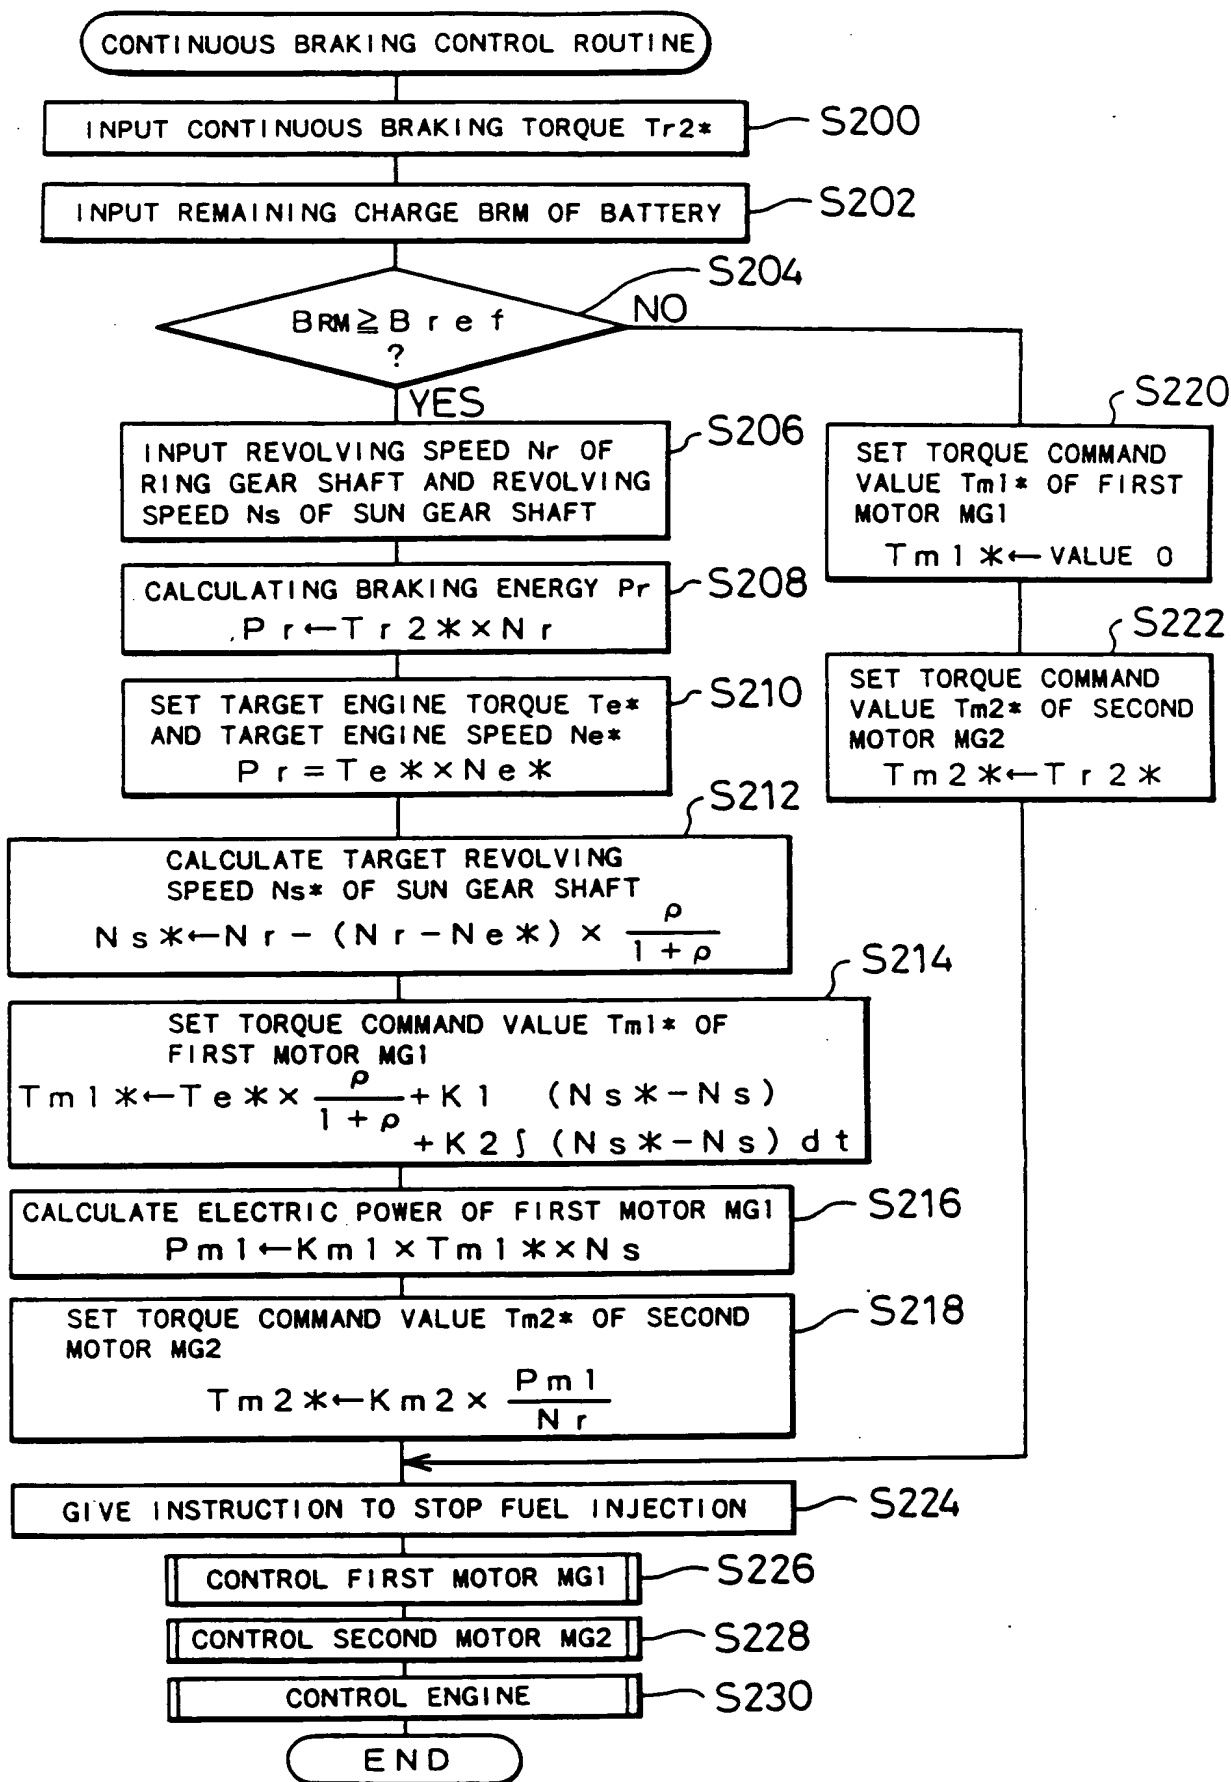 CONTINUOUS BRAKING CONTROL ROUTINE
INPUT CONTINUOUS BRAKING TORQUE Tr2*
S200
INPUT REMAINING CHARGE BRM OF BATTERY
S202
S204
BRM≧Bref
?
NO
YES
INPUT REVOLVING SPEED Nr OF
RING GEAR SHAFT AND REVOLVING
SPEED Ns OF SUN GEAR SHAFT
S206
CALCULATING BRAKING ENERGY Pr
Pr←Tr2*×Nr
S208
SET TARGET ENGINE TORQUE Te*
AND TARGET ENGINE SPEED Ne*
Pr=Te*×Ne*
S210
S220
SET TORQUE COMMAND
VALUE Tm1* OF FIRST
MOTOR MG1
Tm1*←VALUE 0
S222
SET TORQUE COMMAND
VALUE Tm2* OF SECOND
MOTOR MG2
Tm2*←Tr2*
S212
CALCULATE TARGET REVOLVING
SPEED Ns* OF SUN GEAR SHAFT
Ns*←Nr-(Nr-Ne*)×ρ/(1+ρ)
S214
SET TORQUE COMMAND VALUE Tm1* OF
FIRST MOTOR MG1
Tm1*←Te*×ρ/(1+ρ)+K1 (Ns*-Ns)
+K2∫(Ns*-Ns)dt
CALCULATE ELECTRIC POWER OF FIRST MOTOR MG1
Pm1←Km1×Tm1*×Ns
S216
SET TORQUE COMMAND VALUE Tm2* OF SECOND
MOTOR MG2
Tm2*←Km2×Pm1/Nr
S218
GIVE INSTRUCTION TO STOP FUEL INJECTION
S224
CONTROL FIRST MOTOR MG1
S226
CONTROL SECOND MOTOR MG2
S228
CONTROL ENGINE
S230
END